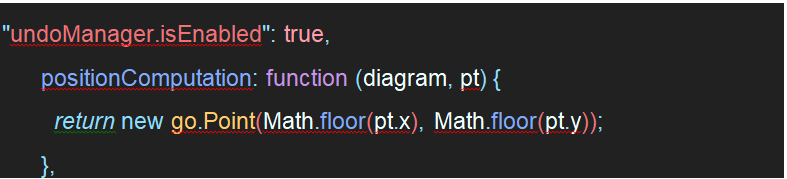 "undoManager.isEnabled": true,
positionComputation: function (diagram, pt) {
return new go.Point(Math.floor(pt.x), Math.floor(pt.y));
},